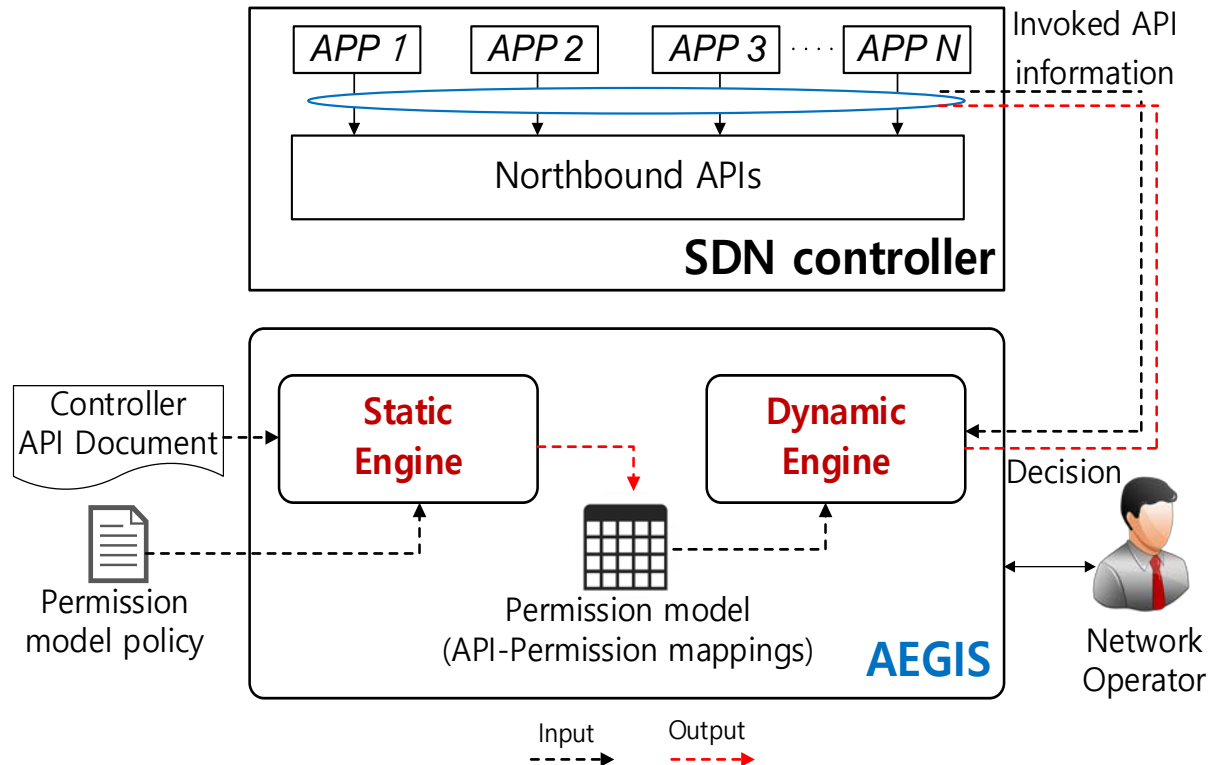 APP 1
APP 2
APP 3
....
APP N
Invoked API
information
Northbound APIs
SDN controller
Controller
API Document
Static
Engine
Dynamic
Engine
Decision
Permission
model policy
Permission model
(API-Permission mappings)
AEGIS
Network
Operator
Input
Output